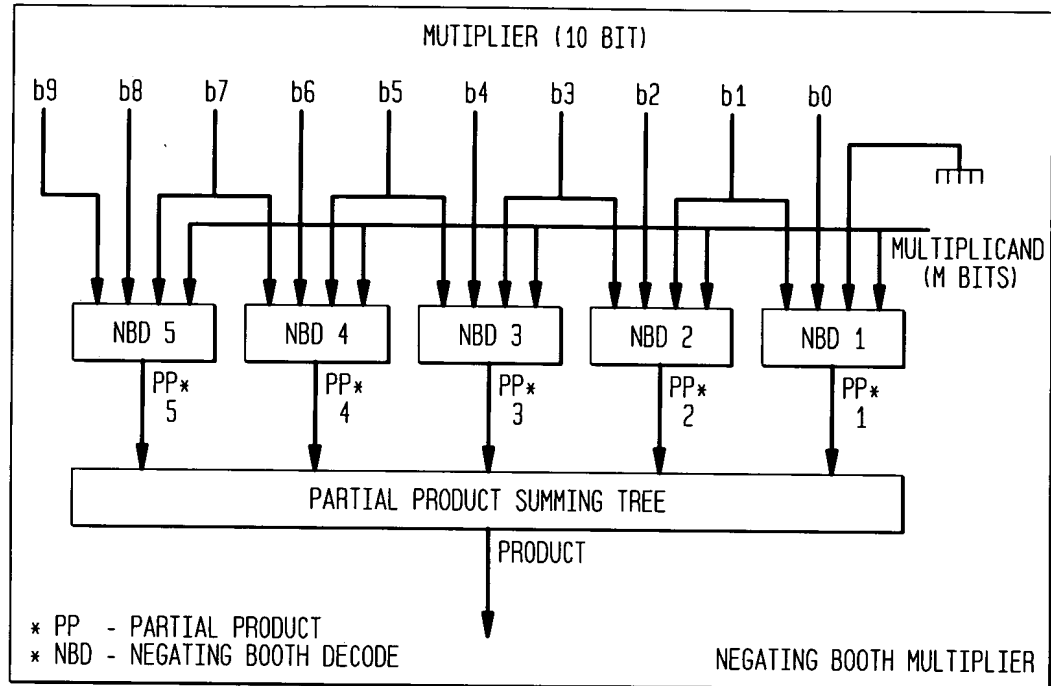 MUTIPLIER (10 BIT)
b9 b8 b7 b6 b5 b4 b3 b2 b1 b0
MULTIPLICAND
(M BITS)
NBD 5 NBD 4 NBD 3 NBD 2 NBD 1
PP* PP* PP* PP* PP*
5 4 3 2 1
PARTIAL PRODUCT SUMMING TREE
PRODUCT
* PP - PARTIAL PRODUCT
* NBD - NEGATING BOOTH DECODE
NEGATING BOOTH MULTIPLIER